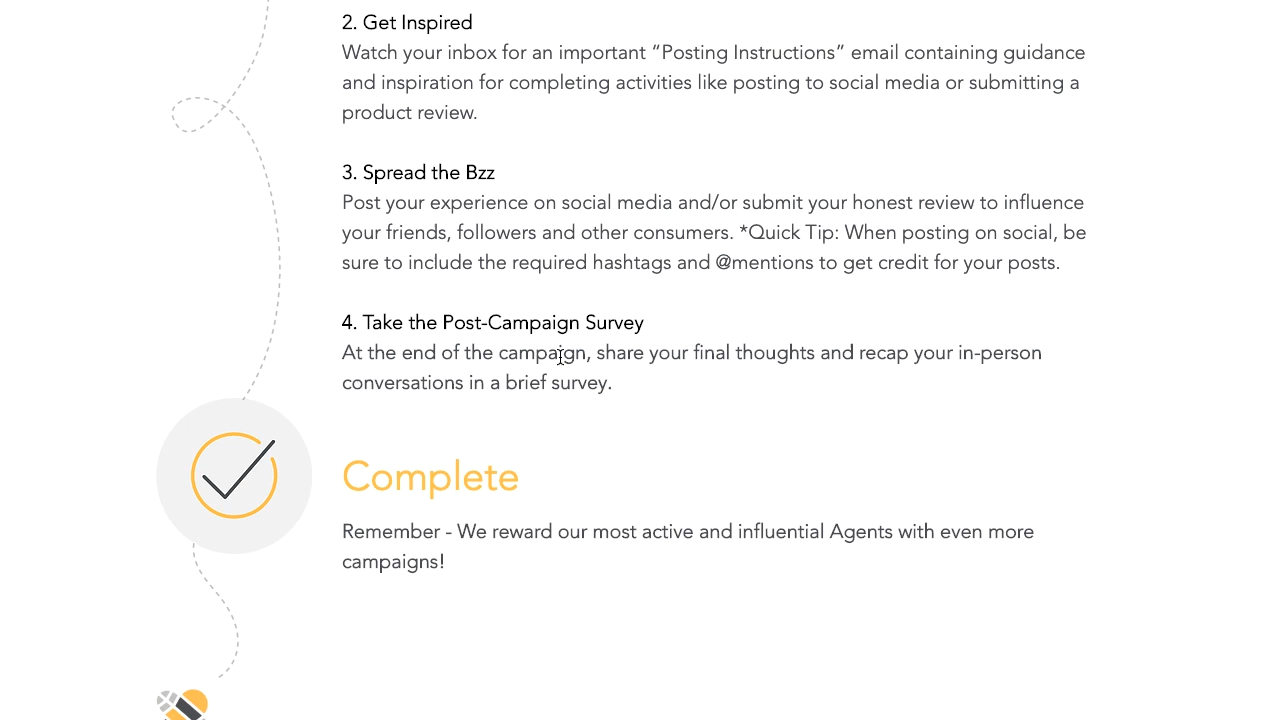 2. Get Inspired
Watch your inbox for an important “Posting Instructions” email containing guidance
and inspiration for completing activities like posting to social media or submitting a
product review.
3. Spread the Bzz
Post your experience on social media and/or submit your honest review to influence
your friends, followers and other consumers. *Quick Tip: When posting on social, be
sure to include the required hashtags and @mentions to get credit for your posts.
4. Take the Post-Campaign Survey
At the end of the campaign, share your final thoughts and recap your in-person
conversations in a brief survey.
Complete
Remember - We reward our most active and influential Agents with even more
campaigns!